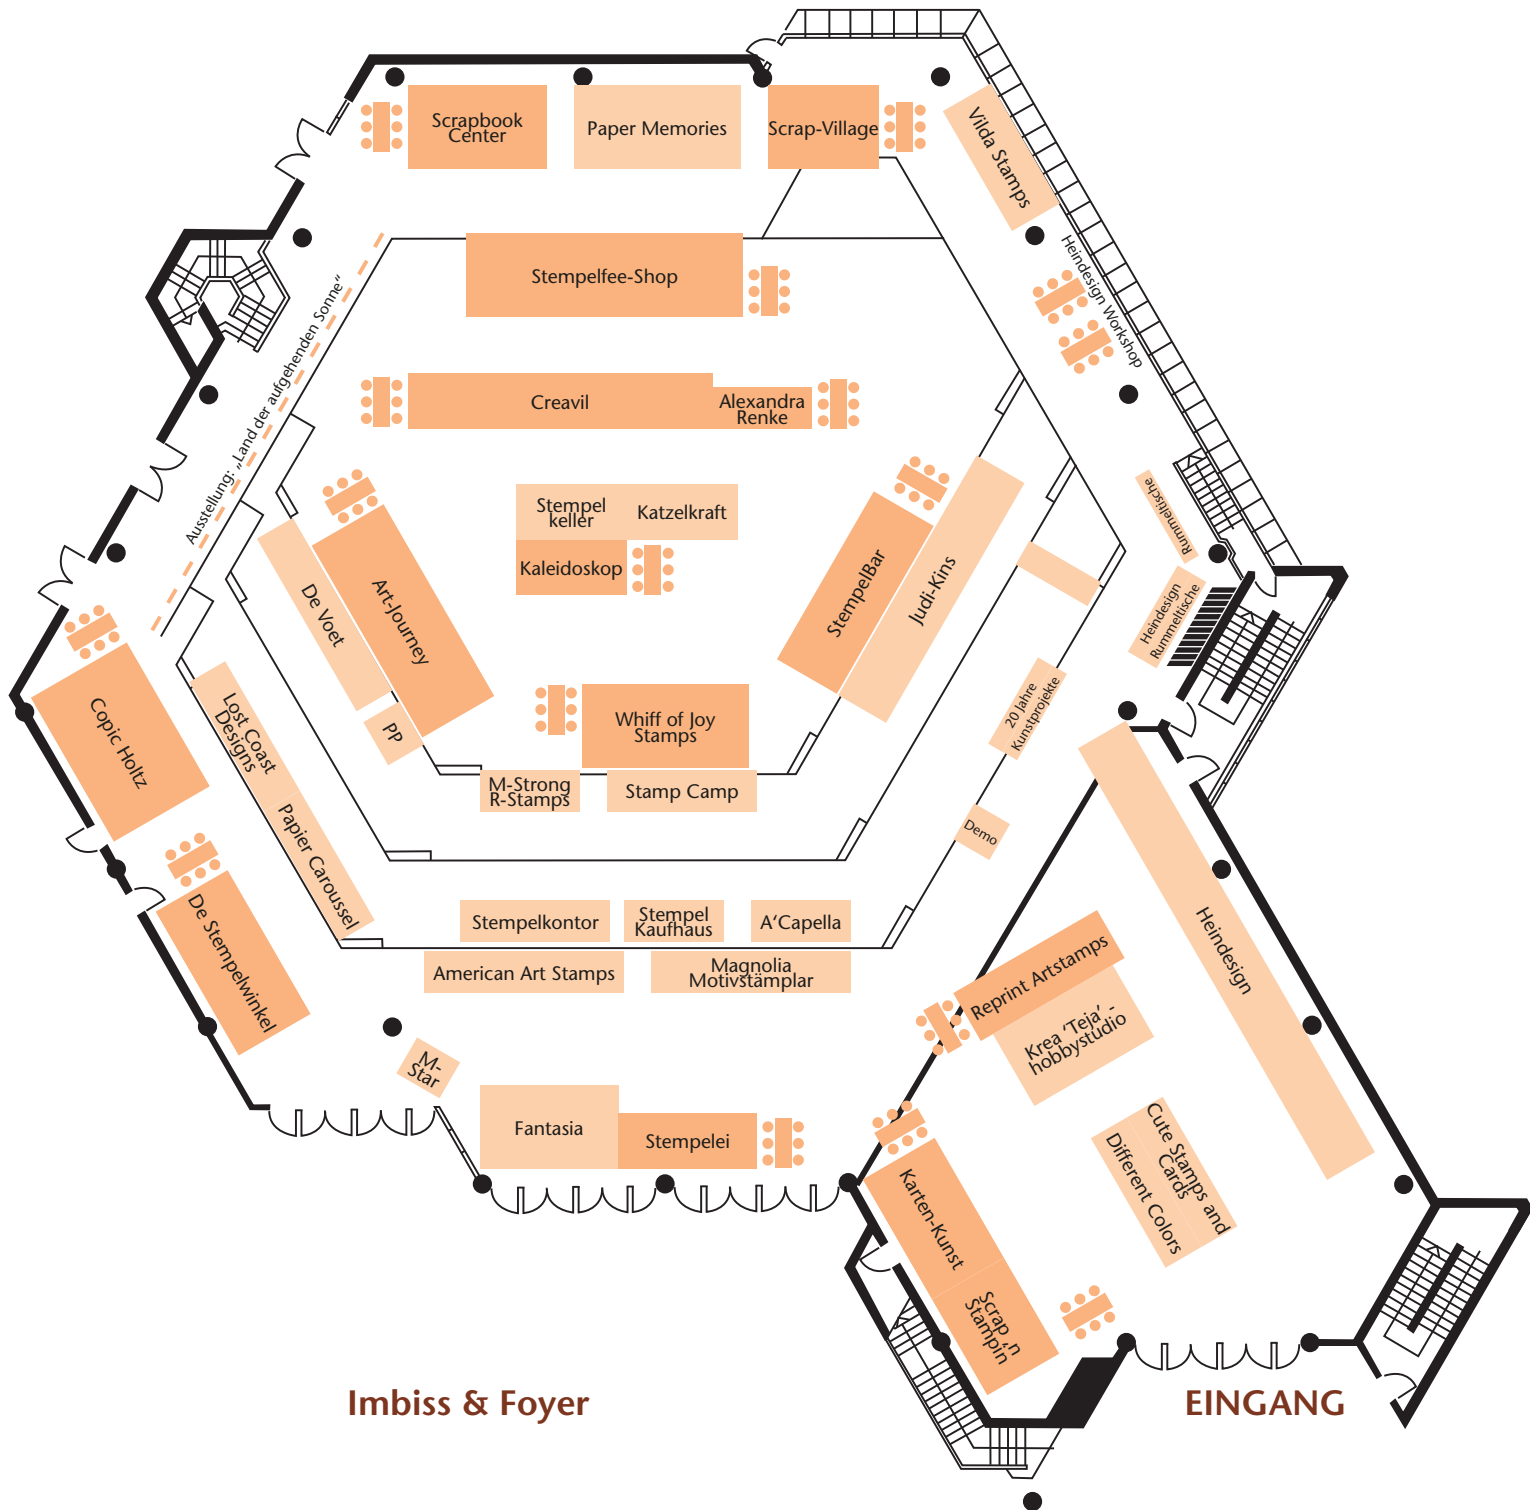 Scrapbook
Center
Paper Memories
Scrap-Village
Vilda Stamps
Stempelfee-Shop
Heindesign Workshop
Ausstellung: „Land der aufgehenden Sonne“
Creavil
Alexandra
Renke
Stempel
keller
Katzelkraft
Kaleidoskop
Rummeltische
De Voet
Art-Journey
StempelBar
Judi-Kins
Heindesign
Rummeltische
PP
Whiff of Joy
Stamps
20 Jahre
Kunstprojekte
Copic Holtz
Lost Coast
Designs
M-Strong
R-Stamps
Stamp Camp
Papier Caroussel
Demo
De Stempelwinkel
Stempelkontor
Stempel
Kaufhaus
A‘Capella
American Art Stamps
Magnolia
Motivstämplar
Heindesign
Reprint Artstamps
Krea ‘Teja’ -
hobbystudio
M-
Star
Fantasia
Stempelei
Cute Stamps and
Cards
Different Colors
Karten-Kunst
Scrap ‚n
Stampin
Imbiss & Foyer
EINGANG